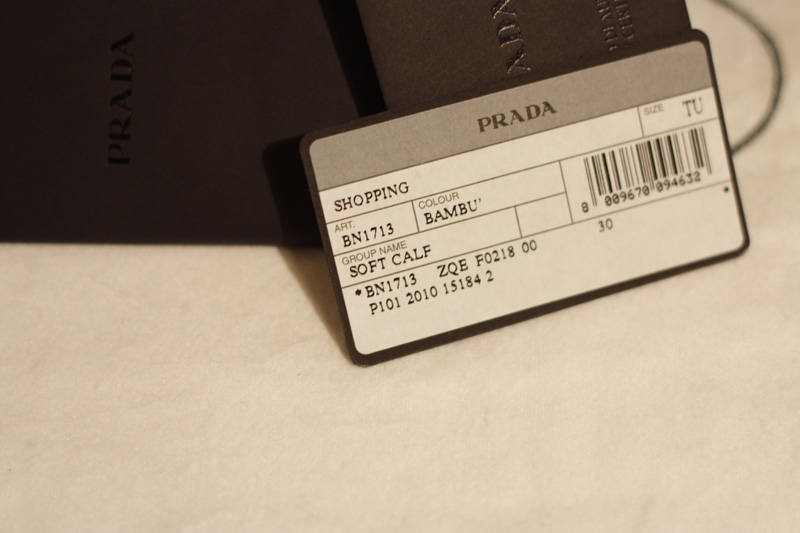 PRADA
PRADA
SIZE TU
SHOPPING
ART. COLOUR
BN1713 BAMBU'
8 009670 094632
GROUP NAME
SOFT CALF
30
* BN1713 ZQE F0218 00 *
P101 2010 15184 2